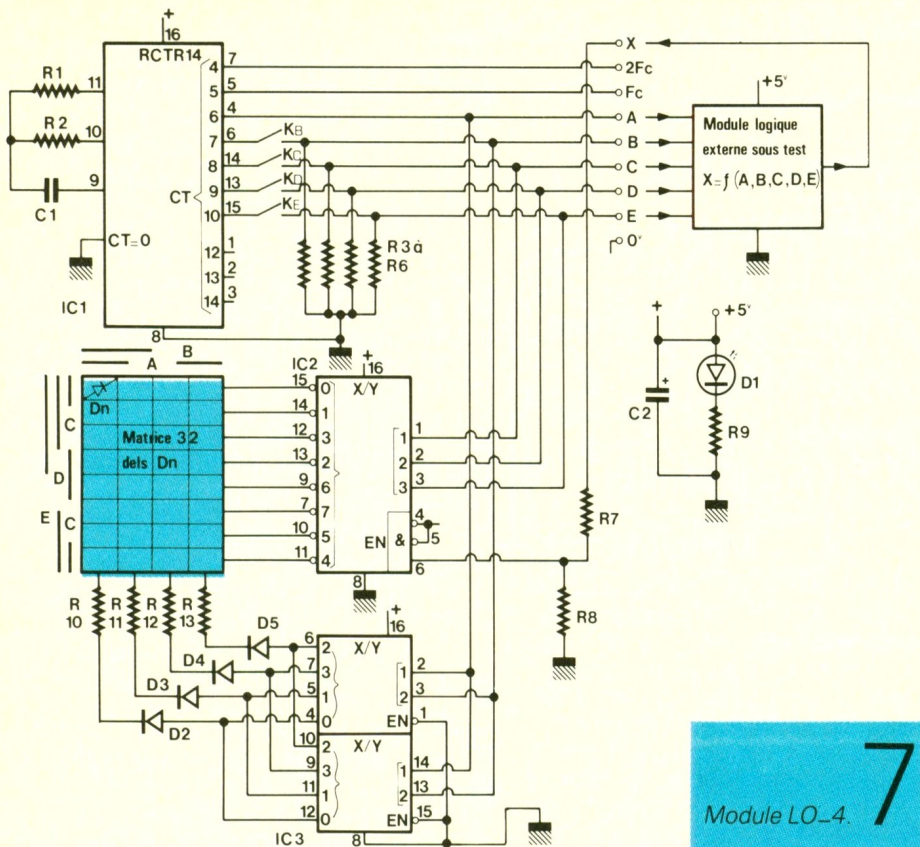 +
16
RCTR14
R1
11
R2
10
9
C1
CT=0
IC1
4 7
5 5
6 4
7 6 KB
8 14 KC
CT 9 13 KD
10 15 KE
12 1
13 2
14 3
8
R3à
R6
X
2Fc
Fc
A
B
C
D
E
0v
+5v
Module logique
externe sous test
X=f(A,B,C,D,E)
A B
Dn
Matrice 32
dels Dn
C
D
E C
IC2
+
16
X/Y
15 0
14 1
12 3
13 2
9 6
7 7
10 5
11 4
1 1
2 2
3 3
4
EN & 5
6
8
R7
R8
+ +5v
C2
D1
R9
R 10
R 11
R 12
R 13
D5
D4
D3
D2
+
16
X/Y
6 2
7 3
5 1
4 0
1 2
2 3
EN 1
X/Y
10 2
9 3
11 1
12 0
1 14
2 13
EN 15
IC3
8
Module LO_4. 7